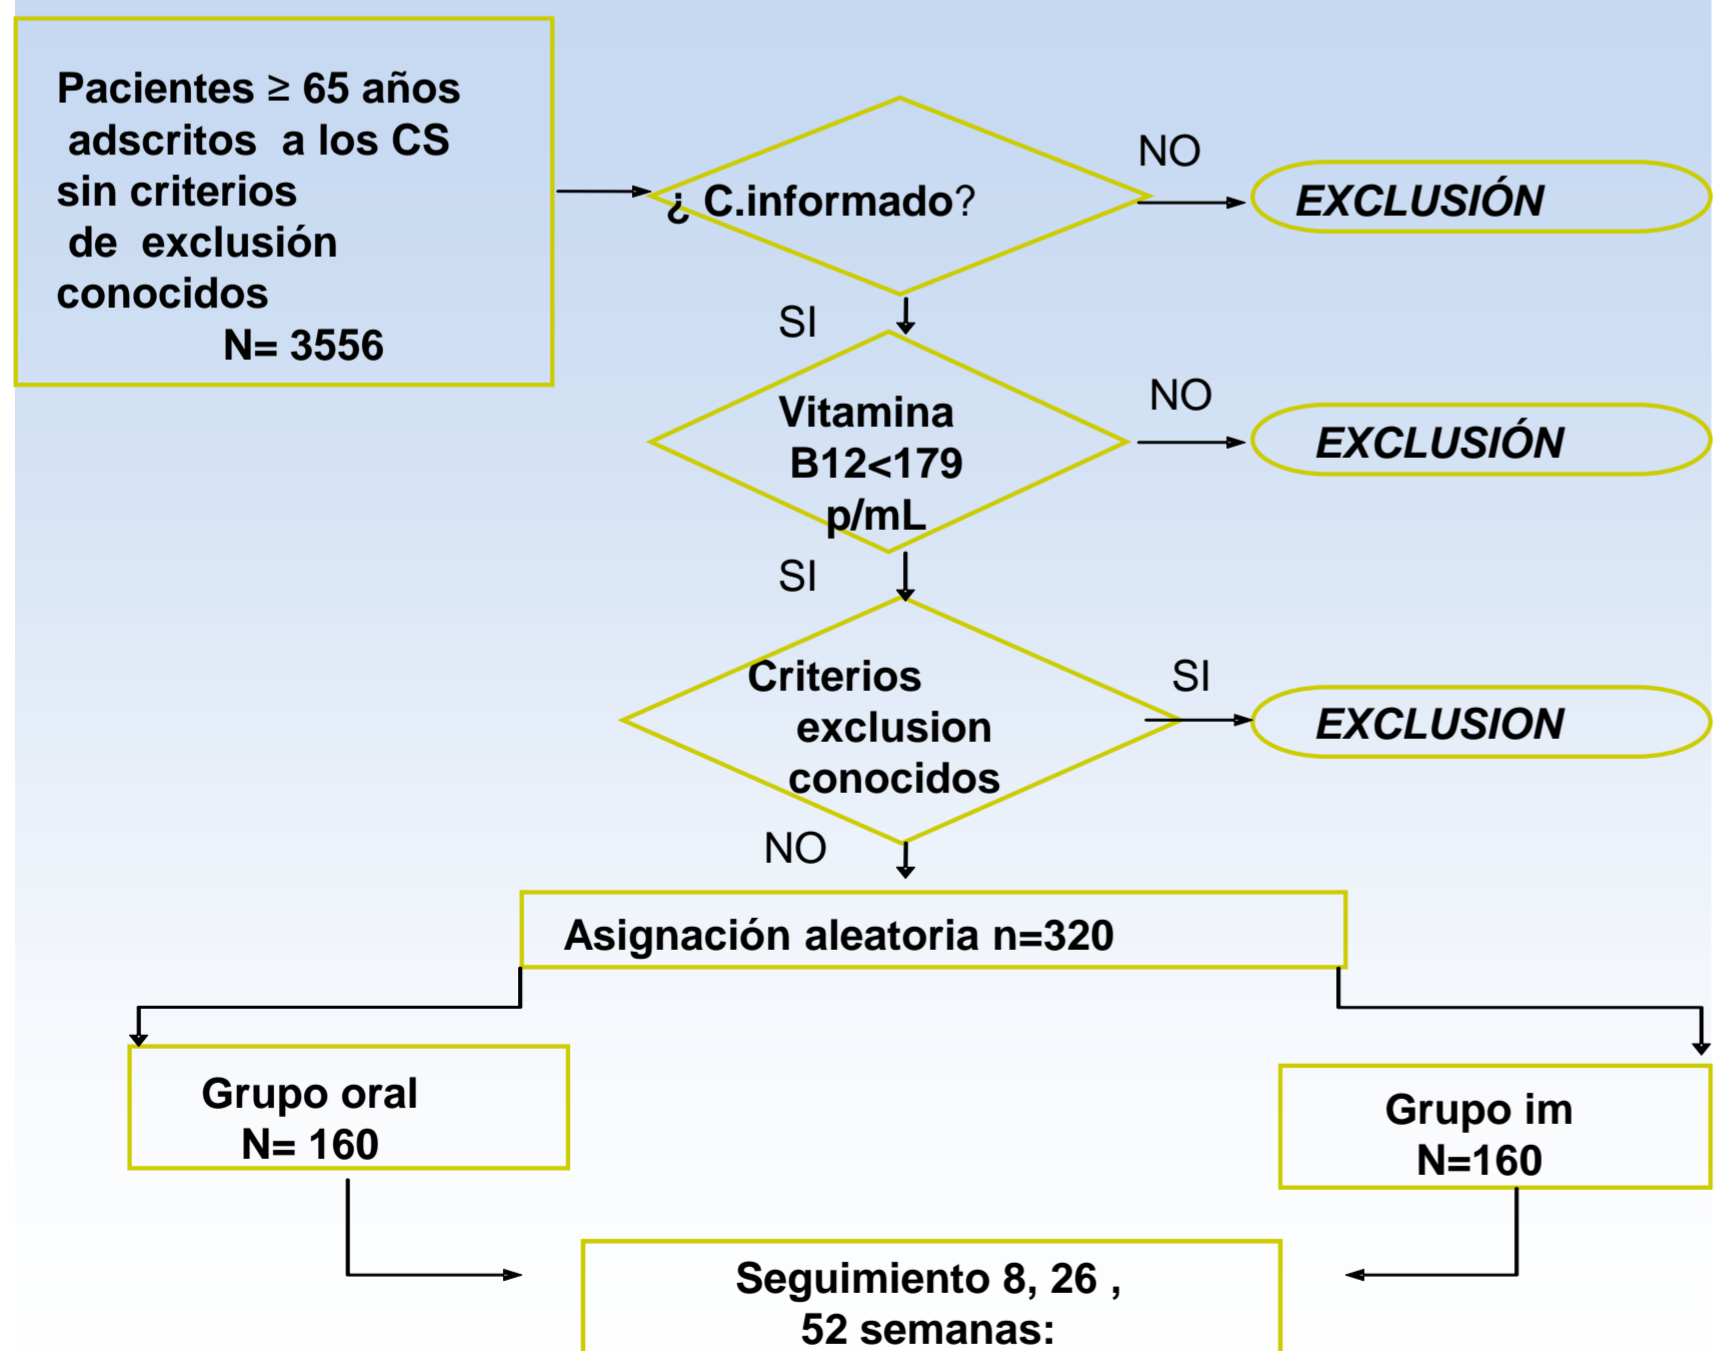 Pacientes ≥ 65 años
adscritos a los CS
sin criterios
de exclusión
conocidos
N= 3556
¿ C.informado?
NO
EXCLUSIÓN
SI
Vitamina
B12<179
p/mL
NO
EXCLUSIÓN
SI
Criterios
exclusion
conocidos
SI
EXCLUSION
NO
Asignación aleatoria n=320
Grupo oral
N= 160
Grupo im
N=160
Seguimiento 8, 26 ,
52 semanas: